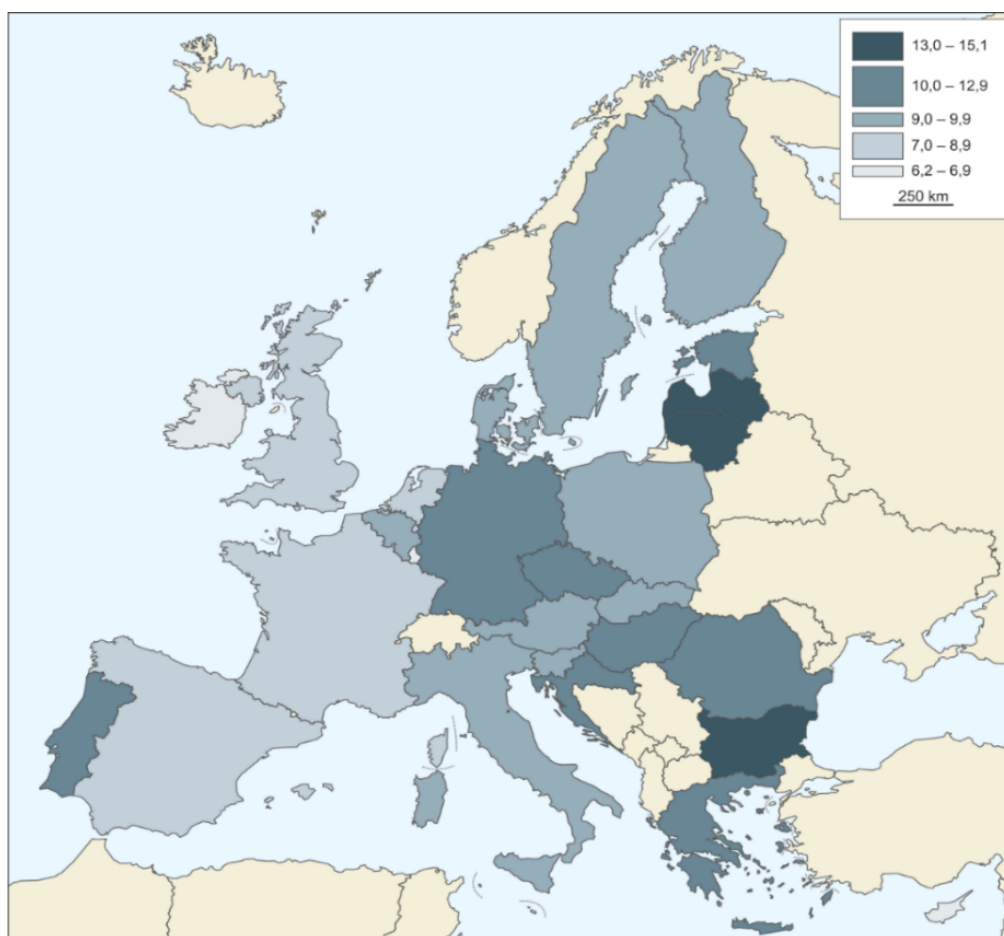 13,0 – 15,1
10,0 – 12,9
9,0 – 9,9
7,0 – 8,9
6,2 – 6,9
250 km